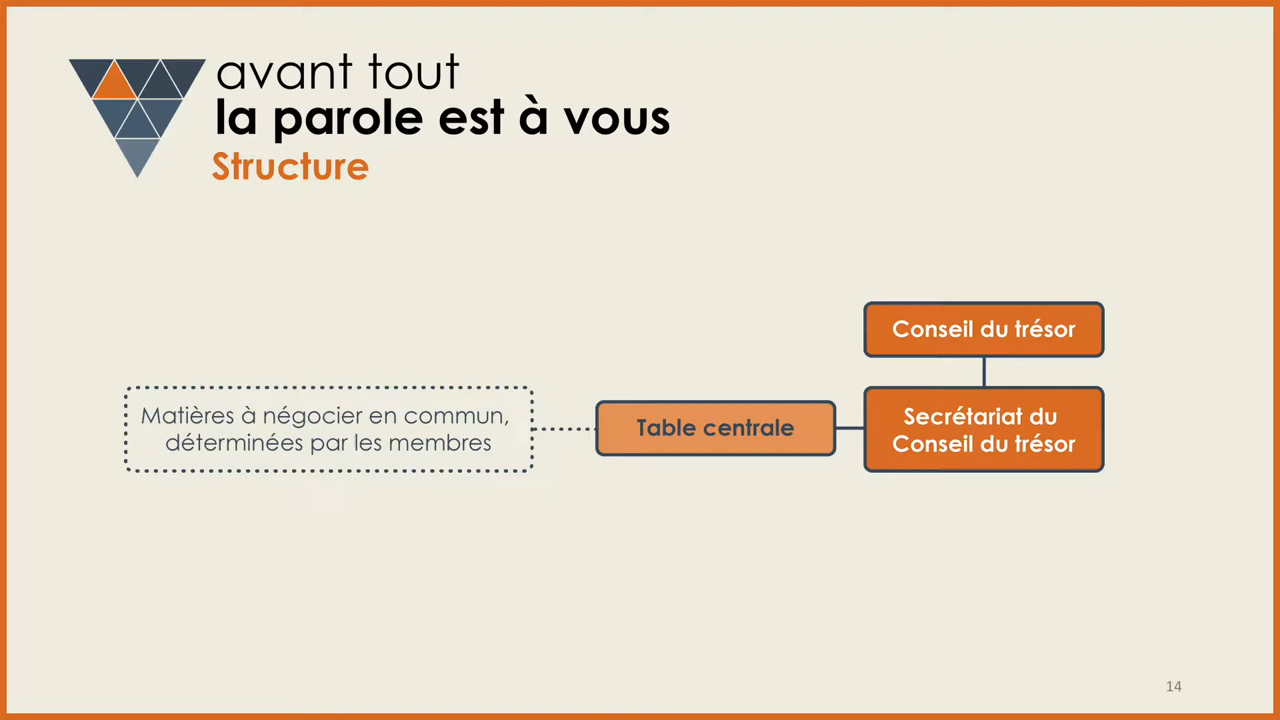 avant tout
la parole est à vous
Structure
Conseil du trésor
Matières à négocier en commun,
déterminées par les membres
Table centrale
Secrétariat du
Conseil du trésor
14